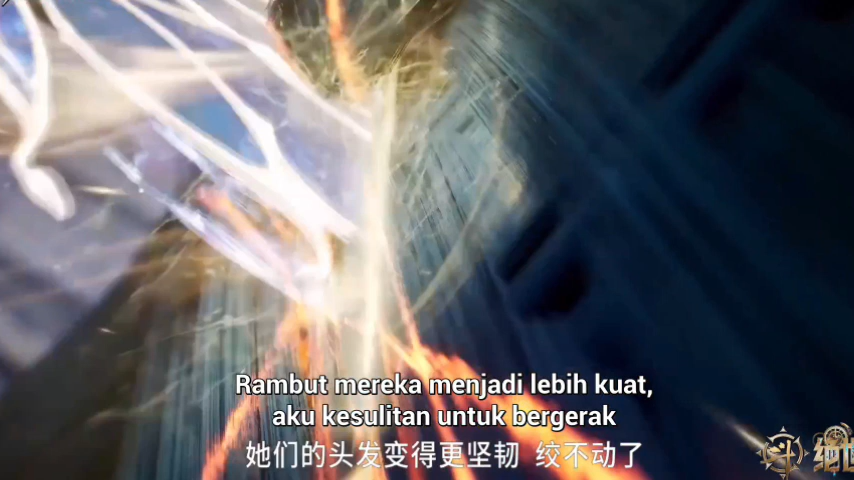 Rambut mereka menjadi lebih kuat,
aku kesulitan untuk bergerak
她们的头发变得更坚韧 绞不动了